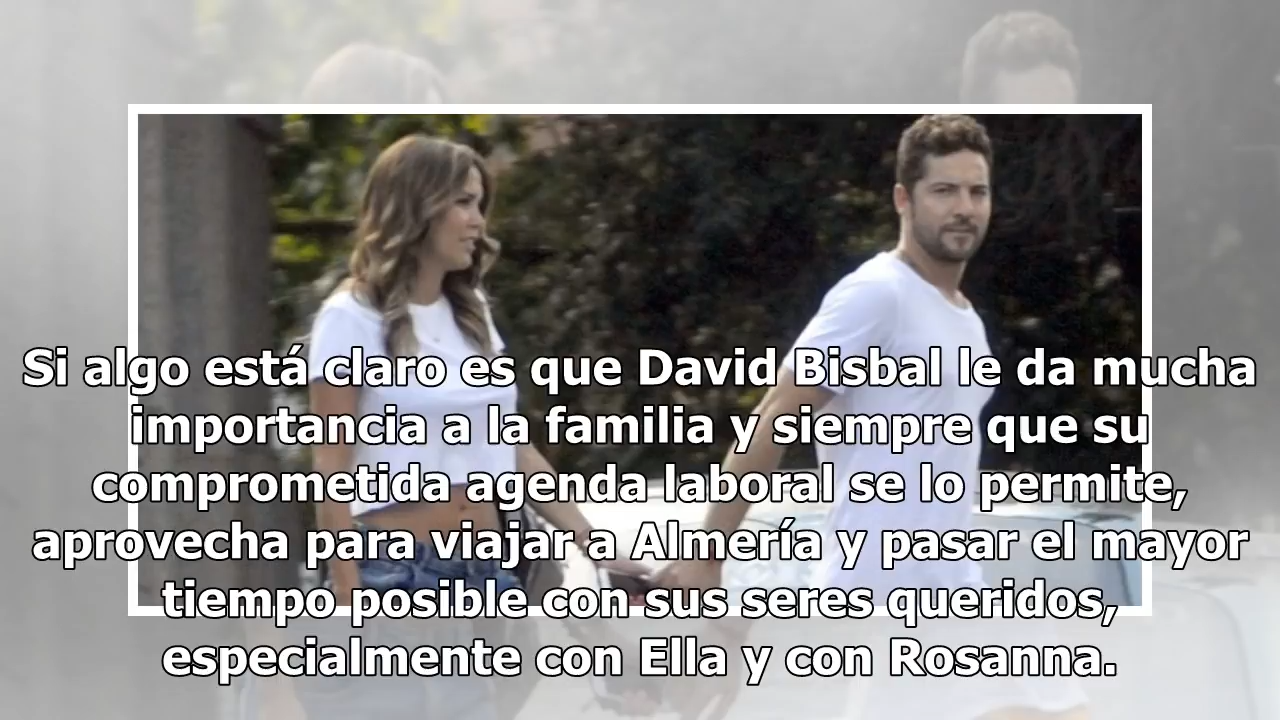 Si algo está claro es que David Bisbal le da mucha
importancia a la familia y siempre que su
comprometida agenda laboral se lo permite,
aprovecha para viajar a Almería y pasar el mayor
tiempo posible con sus seres queridos,
especialmente con Ella y con Rosanna.